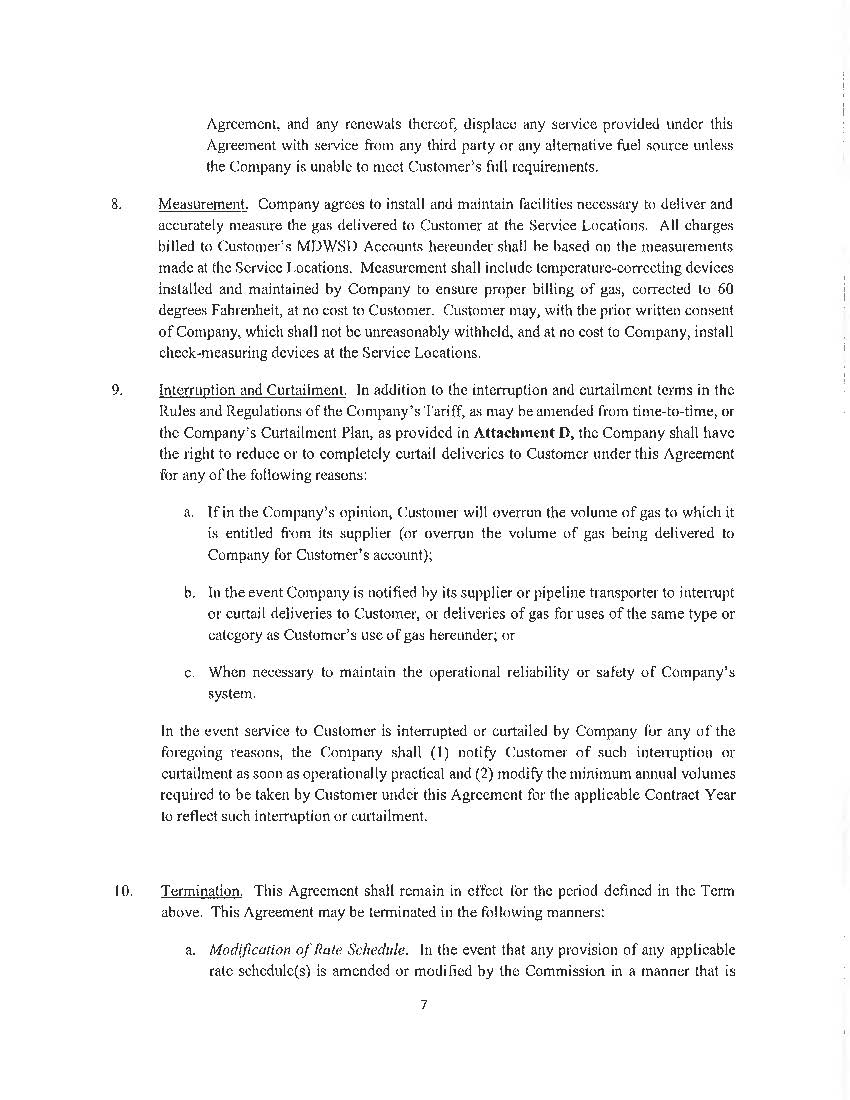 Agreement, and any renewals thereof, displace any service provided under this
Agreement with service from any third party or any alternative fuel source unless
the Company is unable to meet Customer's full requirements.
8. Measurement. Company agrees to install and maintain facilities necessary to deliver and
accurately measure the gas delivered to Customer at the Service Locations. All charges
billed to Customer's MDWSD Accounts hereunder shall be based on the measurements
made at the Service Locations. Measurement shall include temperature-correcting devices
installed and maintained by Company to ensure proper billing of gas, corrected to 60
degrees Fahrenheit, at no cost to Customer. Customer may, with the prior written consent
of Company, which shall not be unreasonably withheld, and at no cost to Company, install
check-measuring devices at the Service Locations.
9. Interruption and Curtailment. In addition to the interruption and curtailment terms in the
Rules and Regulations of the Company's Tariff, as may be amended from time-to-time, or
the Company's Curtailment Plan, as provided in Attachment D, the Company shall have
the right to reduce or to completely curtail deliveries to Customer under this Agreement
for any of the following reasons:
a. If in the Company's opinion, Customer will overrun the volume of gas to which it
is entitled from its supplier (or overrun the volume of gas being delivered to
Company for Customer's account);
b. In the event Company is notified by its supplier or pipeline transporter to interrupt
or curtail deliveries to Customer, or deliveries of gas for uses of the same type or
category as Customer's use of gas hereunder; or
c. When necessary to maintain the operational reliability or safety of Company's
system.
In the event service to Customer is interrupted or curtailed by Company for any of the
foregoing reasons, the Company shall (1) notify Customer of such interruption or
curtailment as soon as operationally practical and (2) modify the minimum annual volumes
required to be taken by Customer under this Agreement for the applicable Contract Year
to reflect such interruption or curtailment.
10. Termination. This Agreement shall remain in effect for the period defined in the Term
above. This Agreement may be terminated in the following manners:
a. Modification of Rate Schedule. In the event that any provision of any applicable
rate schedule(s) is amended or modified by the Commission in a manner that is
7